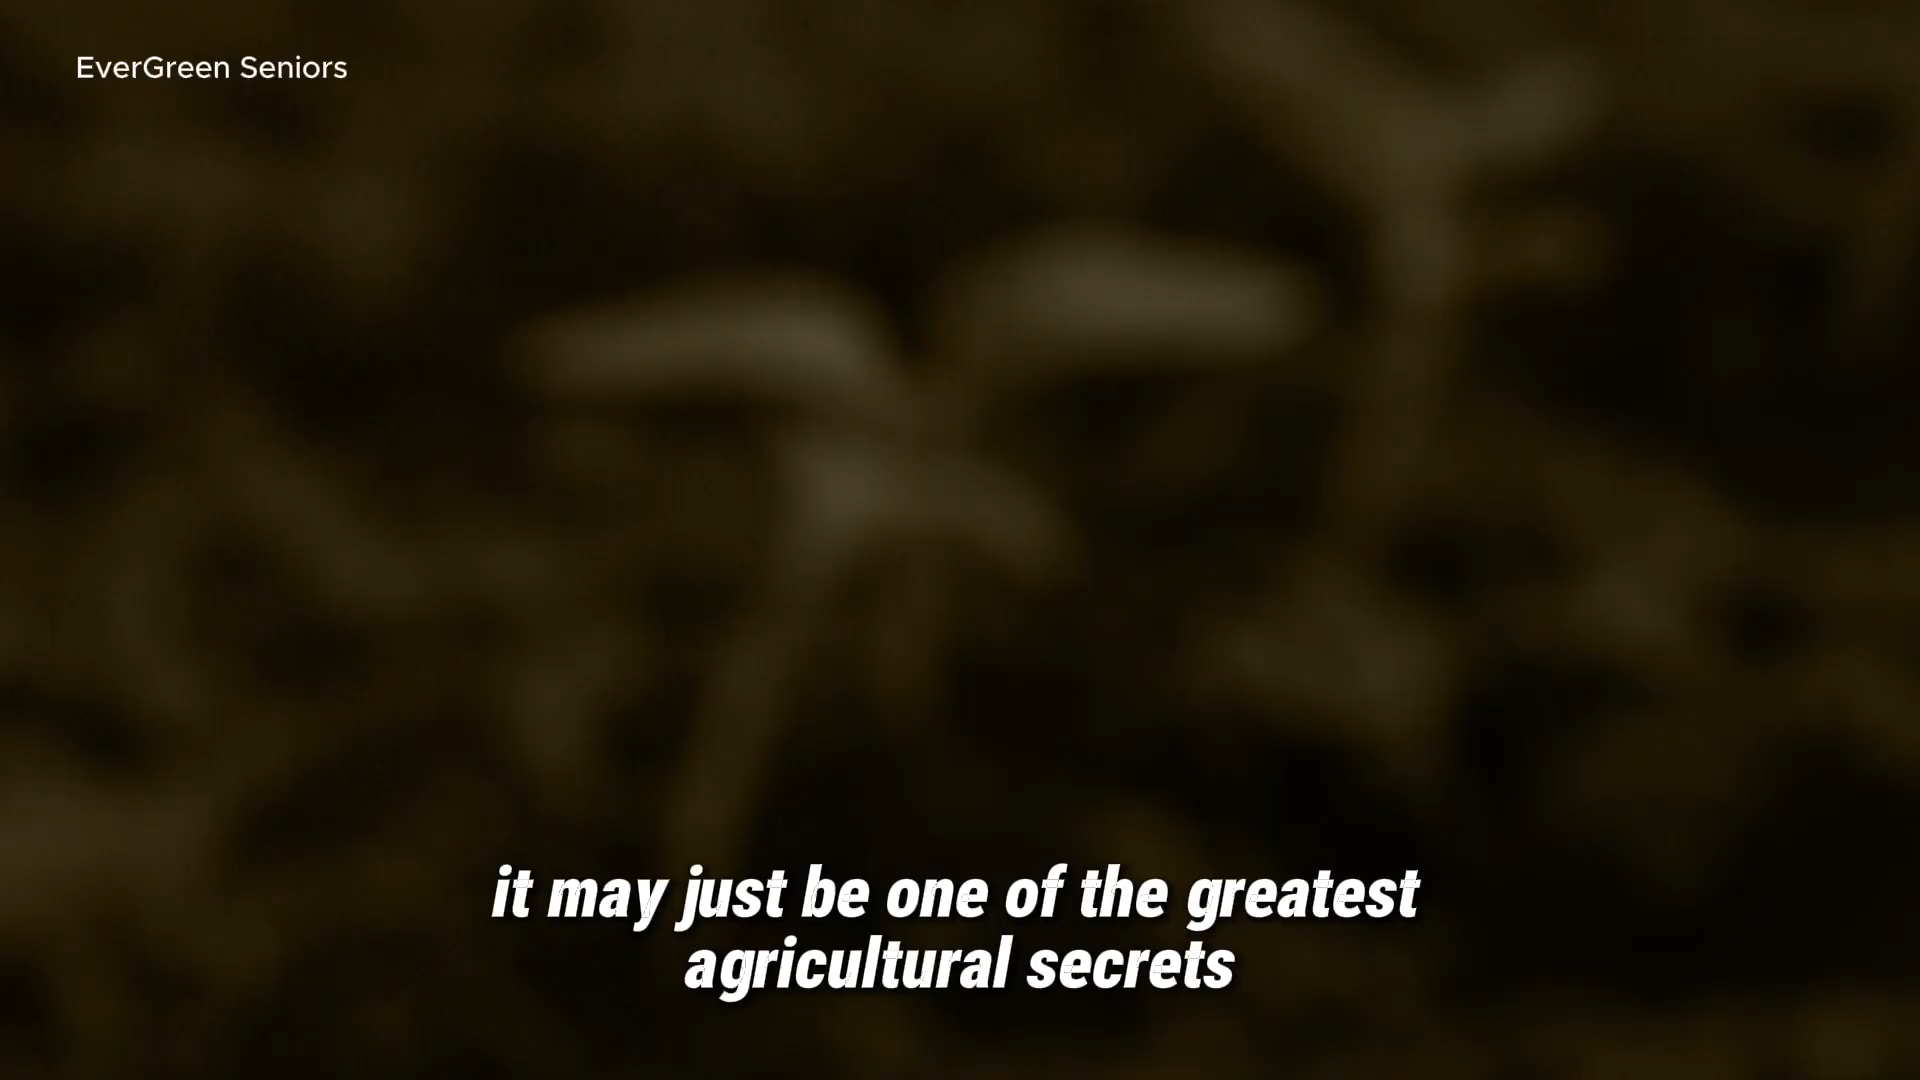 EverGreen Seniors
it may just be one of the greatest
agricultural secrets